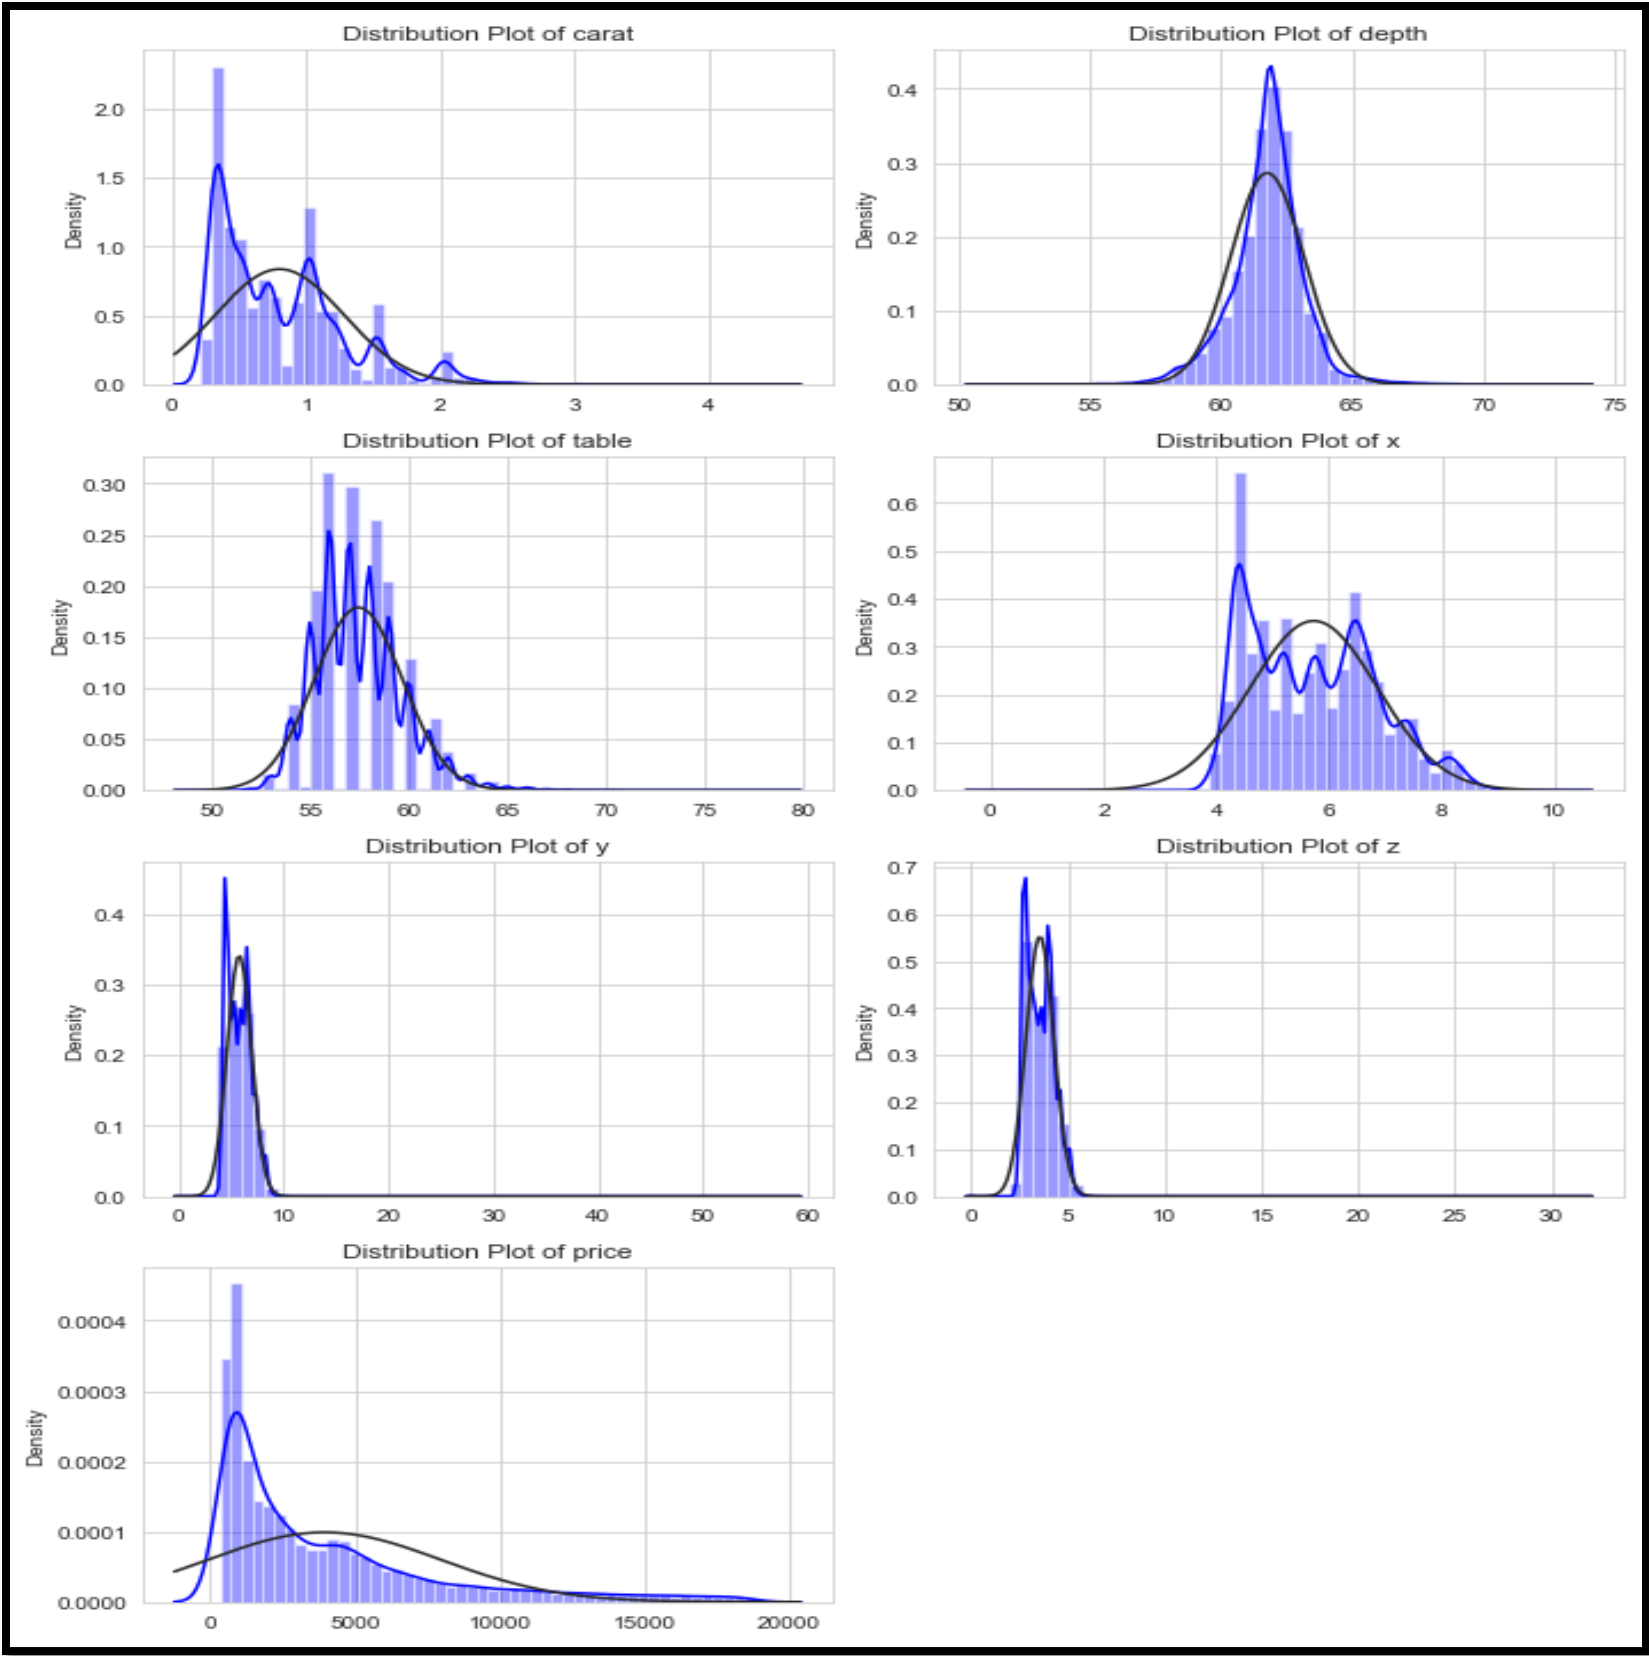 Distribution Plot of carat
Density
2.0
1.5
1.0
0.5
0.0
0 1 2 3 4
Distribution Plot of depth
Density
0.4
0.3
0.2
0.1
0.0
50 55 60 65 70 75
Distribution Plot of table
Density
0.30
0.25
0.20
0.15
0.10
0.05
0.00
50 55 60 65 70 75 80
Distribution Plot of x
Density
0.6
0.5
0.4
0.3
0.2
0.1
0.0
0 2 4 6 8 10
Distribution Plot of y
Density
0.4
0.3
0.2
0.1
0.0
0 10 20 30 40 50 60
Distribution Plot of z
Density
0.7
0.6
0.5
0.4
0.3
0.2
0.1
0.0
0 5 10 15 20 25 30
Distribution Plot of price
Density
0.0004
0.0003
0.0002
0.0001
0.0000
0 5000 10000 15000 20000